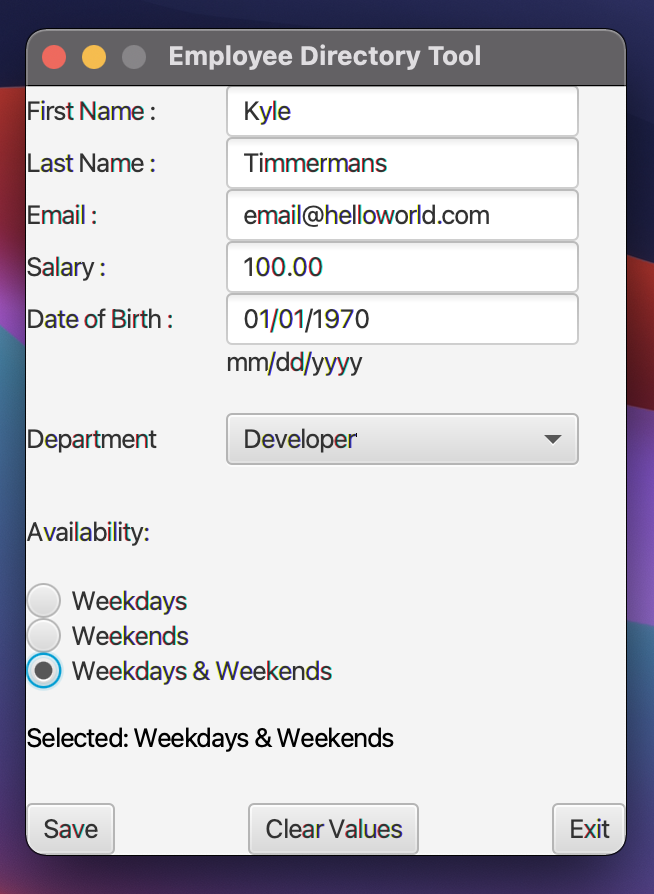 Employee Directory Tool
First Name : Kyle
Last Name : Timmermans
Email : email@helloworld.com
Salary : 100.00
Date of Birth : 01/01/1970
mm/dd/yyyy
Department Developer
Availability:
Weekdays
Weekends
Weekdays & Weekends
Selected: Weekdays & Weekends
Save Clear Values Exit